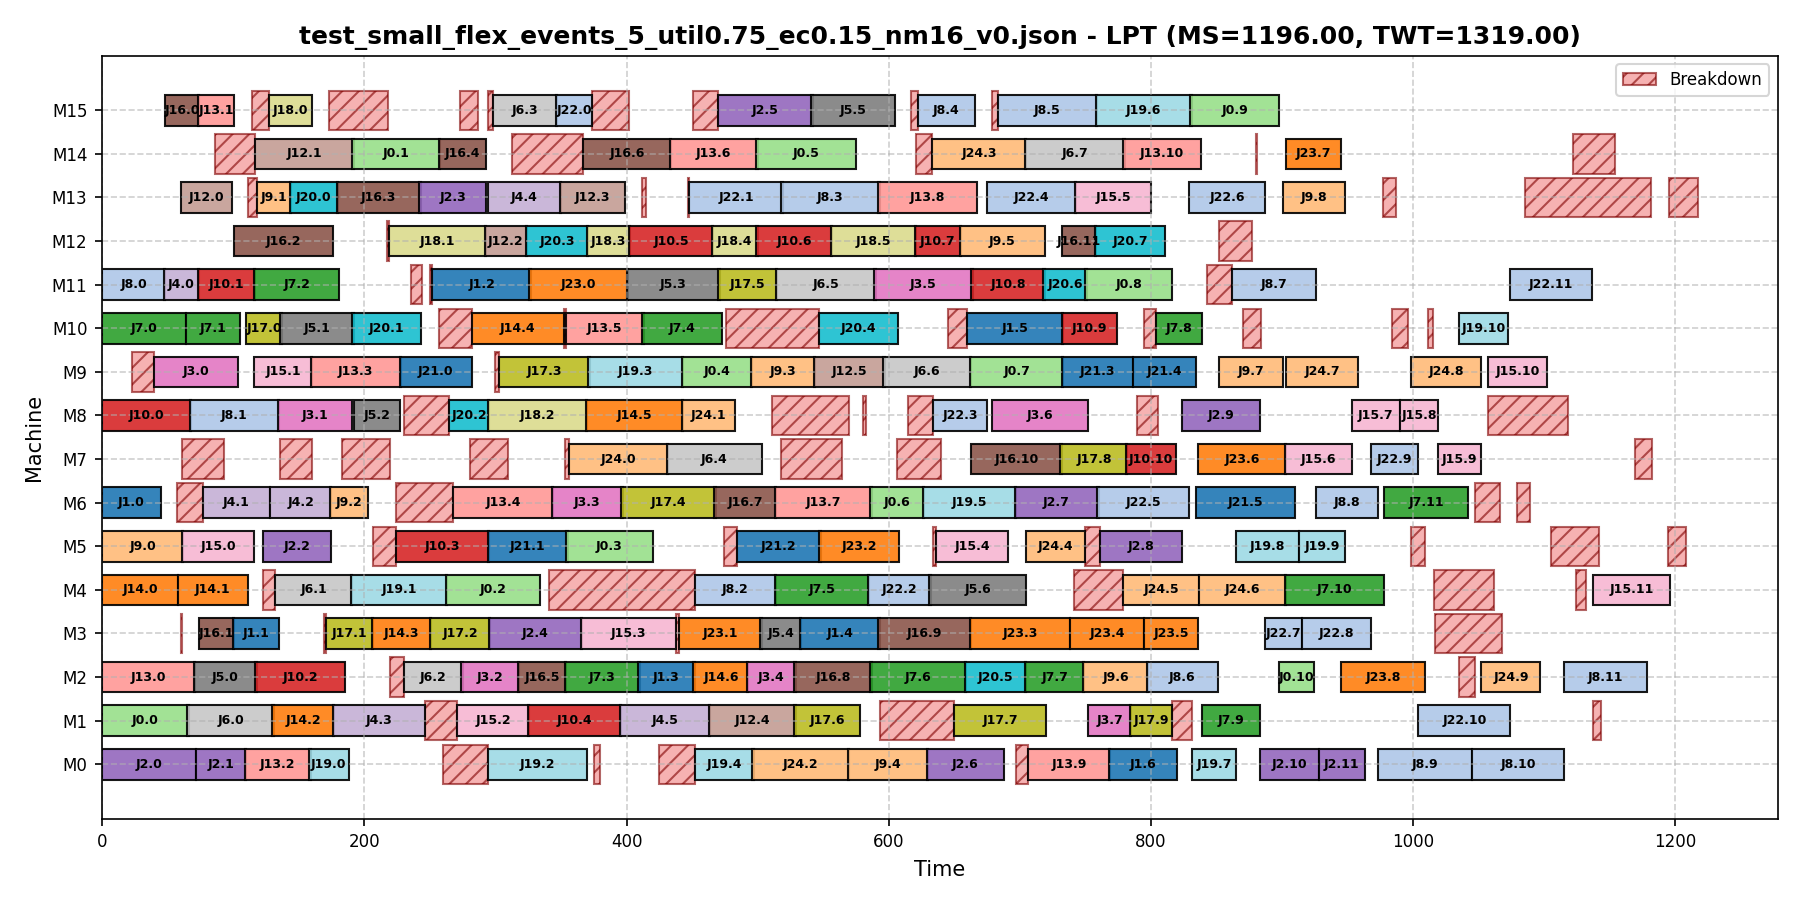 test_small_flex_events_5_util0.75_ec0.15_nm16_v0.json - LPT (MS=1196.00, TWT=1319.00)
Breakdown
M15 J16.0 J13.1 J18.0 J6.3 J22.0 J2.5 J5.5 J8.4 J8.5 J19.6 J0.9
M14 J12.1 J0.1 J16.4 J16.6 J13.6 J0.5 J24.3 J6.7 J13.10 J23.7
M13 J12.0 J9.1 J20.0 J16.3 J2.3 J4.4 J12.3 J22.1 J8.3 J13.8 J22.4 J15.5 J22.6 J9.8
M12 J16.2 J18.1 J12.2 J20.3 J18.3 J10.5 J18.4 J10.6 J18.5 J10.7 J9.5 J16.11 J20.7
M11 J8.0 J4.0 J10.1 J7.2 J1.2 J23.0 J5.3 J17.5 J6.5 J3.5 J10.8 J20.6 J0.8 J8.7 J22.11
M10 J7.0 J7.1 J17.0 J5.1 J20.1 J14.4 J13.5 J7.4 J20.4 J1.5 J10.9 J7.8 J19.10
M9 J3.0 J15.1 J13.3 J21.0 J17.3 J19.3 J0.4 J9.3 J12.5 J6.6 J0.7 J21.3 J21.4 J9.7 J24.7 J24.8 J15.10
M8 J10.0 J8.1 J3.1 J5.2 J20.2 J18.2 J14.5 J24.1 J22.3 J3.6 J2.9 J15.7 J15.8
M7 J24.0 J6.4 J16.10 J17.8 J10.10 J23.6 J15.6 J22.9 J15.9
M6 J1.0 J4.1 J4.2 J9.2 J13.4 J3.3 J17.4 J16.7 J13.7 J0.6 J19.5 J2.7 J22.5 J21.5 J8.8 J7.11
M5 J9.0 J15.0 J2.2 J10.3 J21.1 J0.3 J21.2 J23.2 J15.4 J24.4 J2.8 J19.8 J19.9
M4 J14.0 J14.1 J6.1 J19.1 J0.2 J8.2 J7.5 J22.2 J5.6 J24.5 J24.6 J7.10 J15.11
M3 J16.1 J1.1 J17.1 J14.3 J17.2 J2.4 J15.3 J23.1 J5.4 J1.4 J16.9 J23.3 J23.4 J23.5 J22.7 J22.8
M2 J13.0 J5.0 J10.2 J6.2 J3.2 J16.5 J7.3 J1.3 J14.6 J3.4 J16.8 J7.6 J20.5 J7.7 J9.6 J8.6 J0.10 J23.8 J24.9 J8.11
M1 J0.0 J6.0 J14.2 J4.3 J15.2 J10.4 J4.5 J12.4 J17.6 J17.7 J3.7 J17.9 J7.9 J22.10
M0 J2.0 J2.1 J13.2 J19.0 J19.2 J19.4 J24.2 J9.4 J2.6 J13.9 J1.6 J19.7 J2.10 J2.11 J8.9 J8.10
0 200 400 600 800 1000 1200
Time
Machine